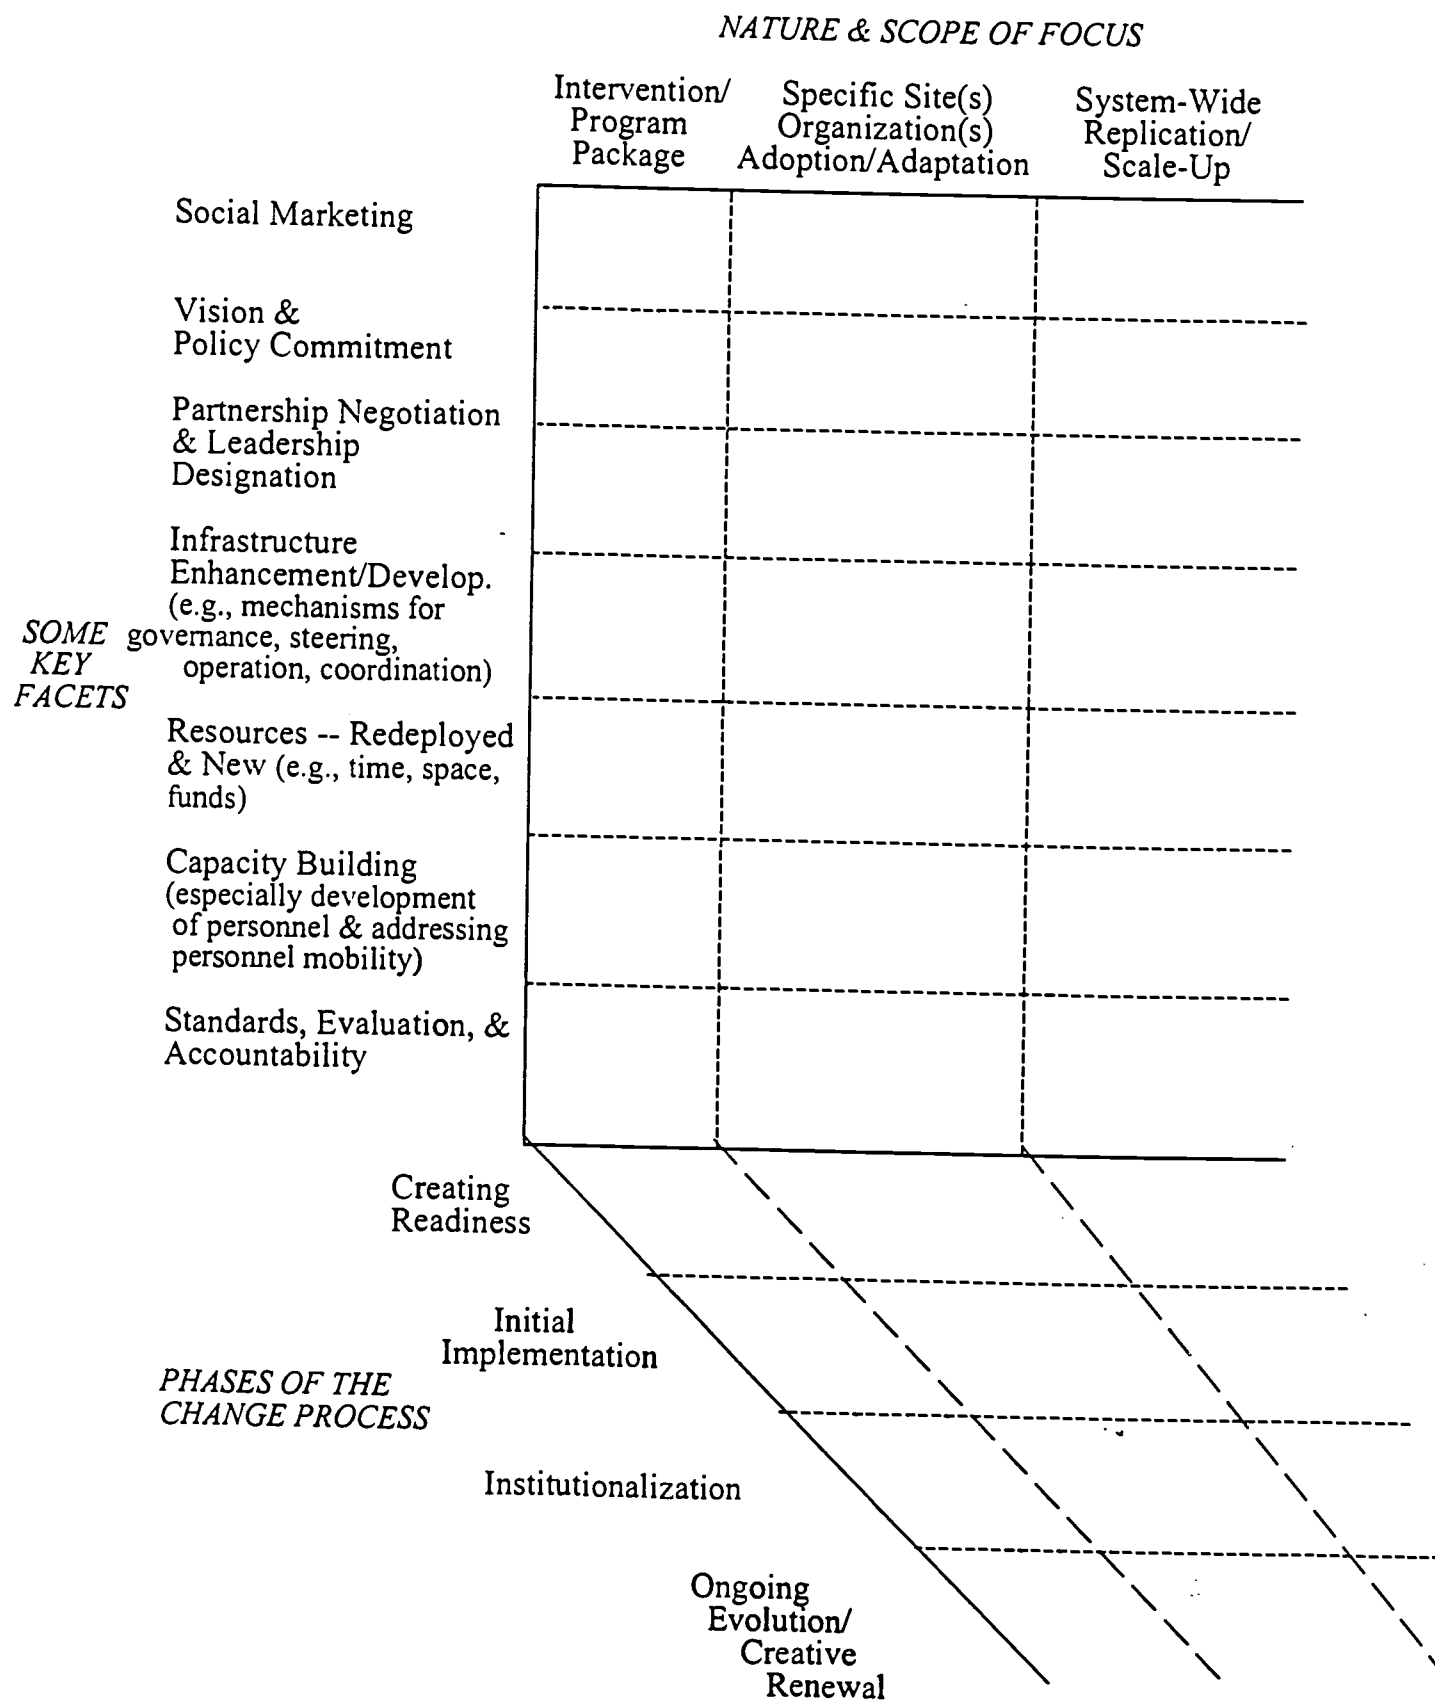 NATURE & SCOPE OF FOCUS
Intervention/
Program
Package
Specific Site(s)
Organization(s)
Adoption/Adaptation
System-Wide
Replication/
Scale-Up
Social Marketing
Vision &
Policy Commitment
Partnership Negotiation
& Leadership
Designation
Infrastructure
Enhancement/Develop.
(e.g., mechanisms for
governance, steering,
operation, coordination)
SOME
KEY
FACETS
Resources -- Redeployed
& New (e.g., time, space,
funds)
Capacity Building
(especially development
of personnel & addressing
personnel mobility)
Standards, Evaluation, &
Accountability
Creating
Readiness
Initial
Implementation
PHASES OF THE
CHANGE PROCESS
Institutionalization
Ongoing
Evolution/
Creative
Renewal